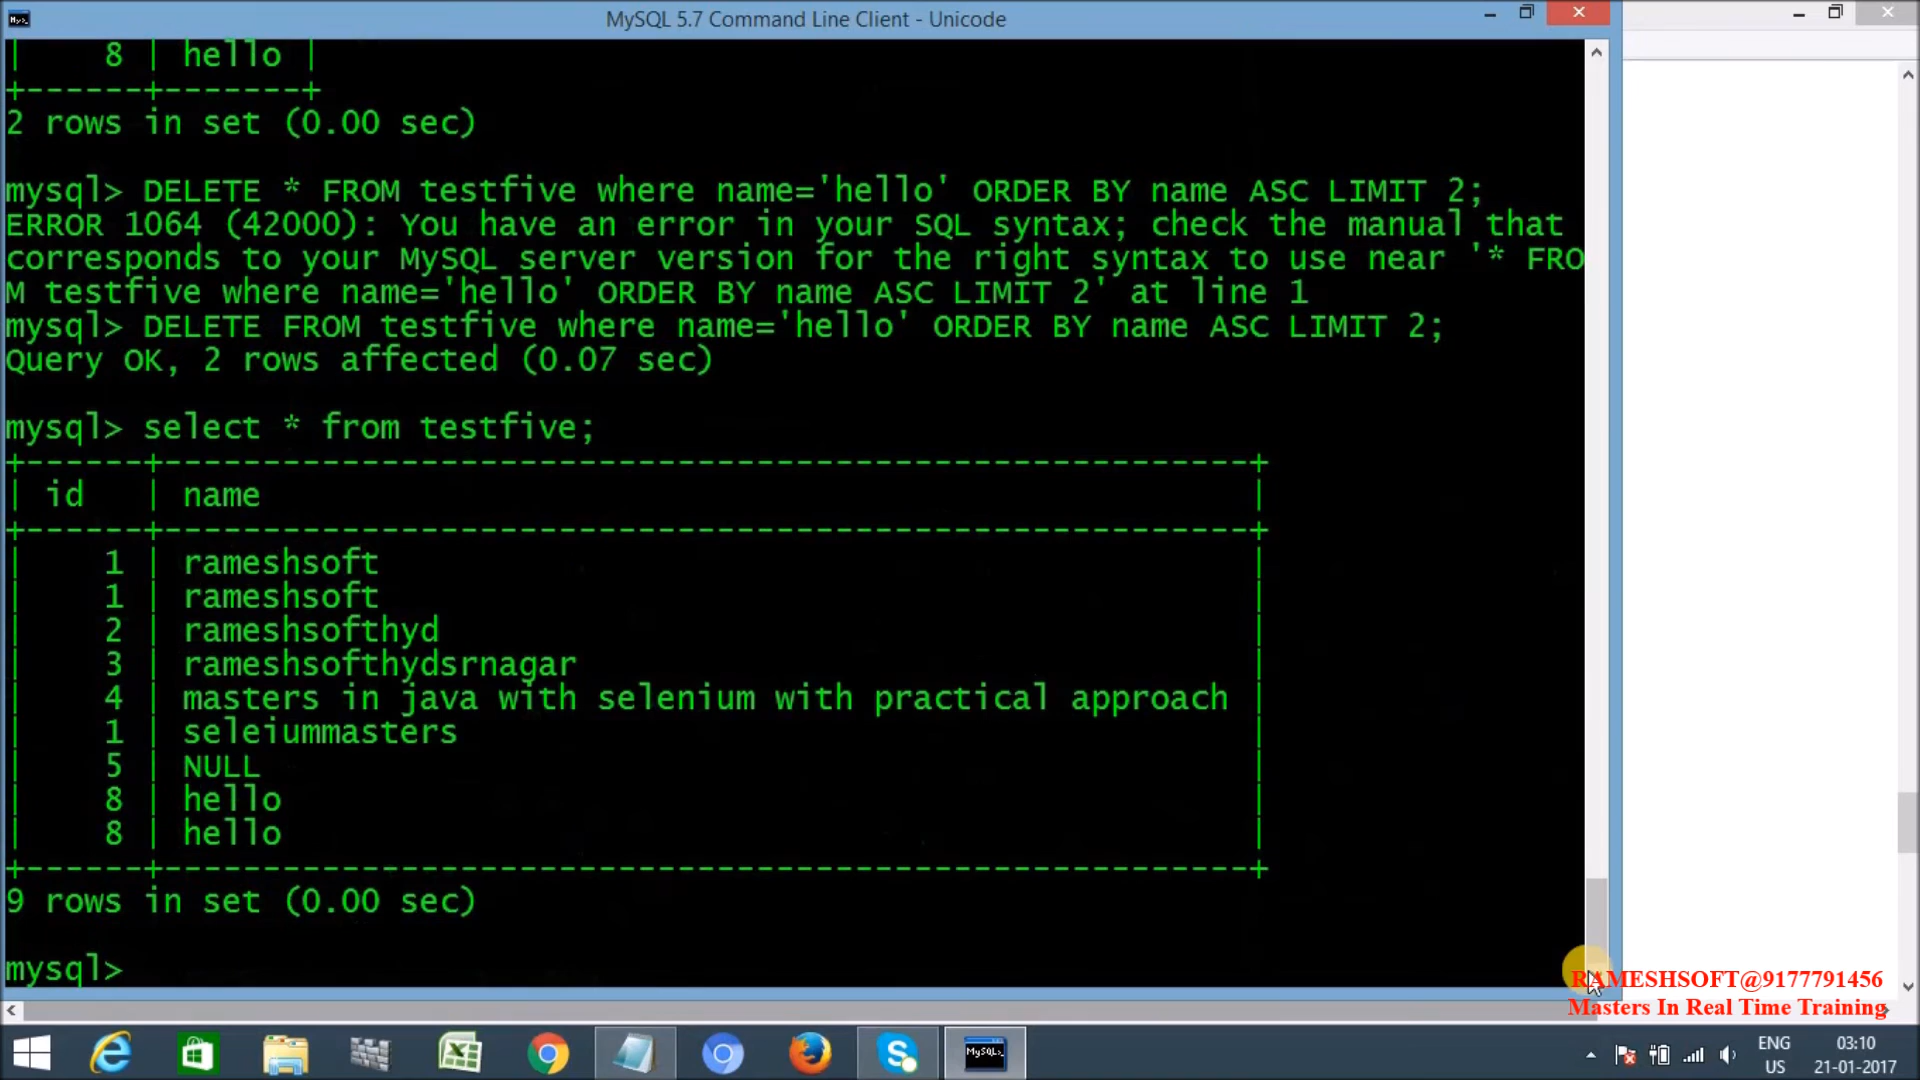 MySQL 5.7 Command Line Client - Unicode
| 8 | hello |
+------+-------+
2 rows in set (0.00 sec)
mysql> DELETE * FROM testfive where name='hello' ORDER BY name ASC LIMIT 2;
ERROR 1064 (42000): You have an error in your SQL syntax; check the manual that
corresponds to your MySQL server version for the right syntax to use near '* FRO
M testfive where name='hello' ORDER BY name ASC LIMIT 2' at line 1
mysql> DELETE FROM testfive where name='hello' ORDER BY name ASC LIMIT 2;
Query OK, 2 rows affected (0.07 sec)
mysql> select * from testfive;
+------+-------------------------------------------------------+
| id | name |
+------+-------------------------------------------------------+
| 1 | rameshsoft |
| 1 | rameshsoft |
| 2 | rameshsofthyd |
| 3 | rameshsofthydsrnagar |
| 4 | masters in java with selenium with practical approach |
| 1 | seleiummasters |
| 5 | NULL |
| 8 | hello |
| 8 | hello |
+------+-------------------------------------------------------+
9 rows in set (0.00 sec)
mysql>
RAMESHSOFT@9177791456
Masters In Real Time Training
MySQL>
ENG
US
03:10
21-01-2017